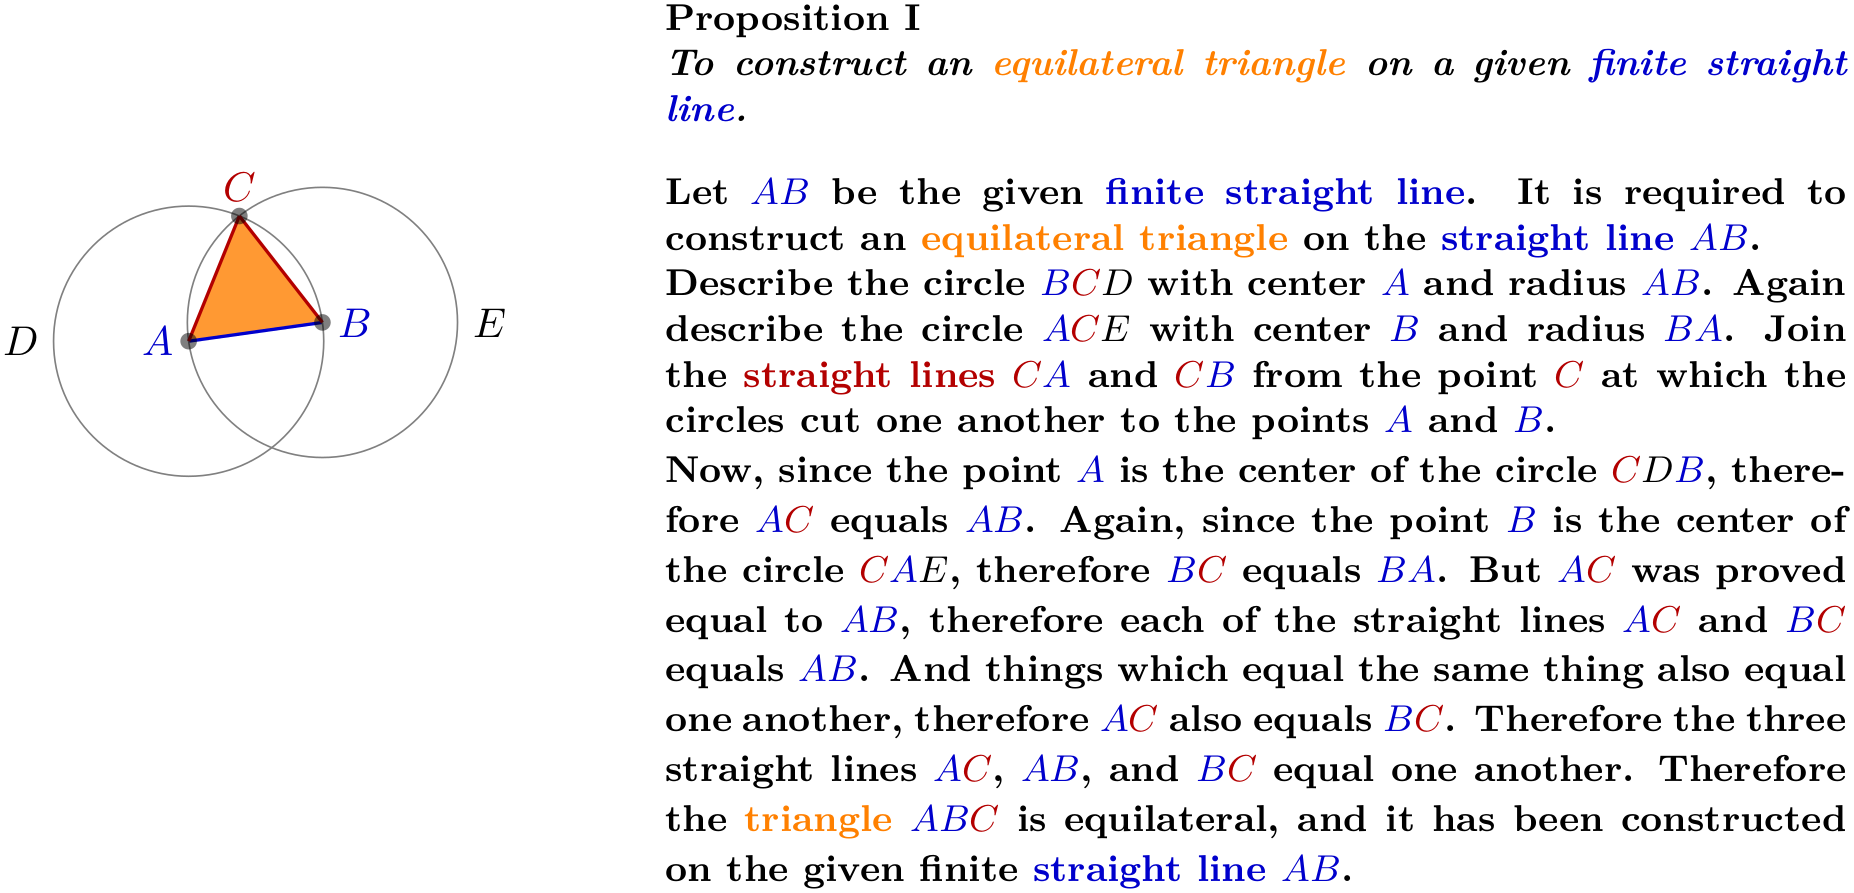 Proposition I
To construct an equilateral triangle on a given finite straight
line.
C
D
A
B
E
Let AB be the given finite straight line. It is required to
construct an equilateral triangle on the straight line AB.
Describe the circle BCD with center A and radius AB. Again
describe the circle ACE with center B and radius BA. Join
the straight lines CA and CB from the point C at which the
circles cut one another to the points A and B.
Now, since the point A is the center of the circle CDB, there-
fore AC equals AB. Again, since the point B is the center of
the circle CAE, therefore BC equals BA. But AC was proved
equal to AB, therefore each of the straight lines AC and BC
equals AB. And things which equal the same thing also equal
one another, therefore AC also equals BC. Therefore the three
straight lines AC, AB, and BC equal one another. Therefore
the triangle ABC is equilateral, and it has been constructed
on the given finite straight line AB.